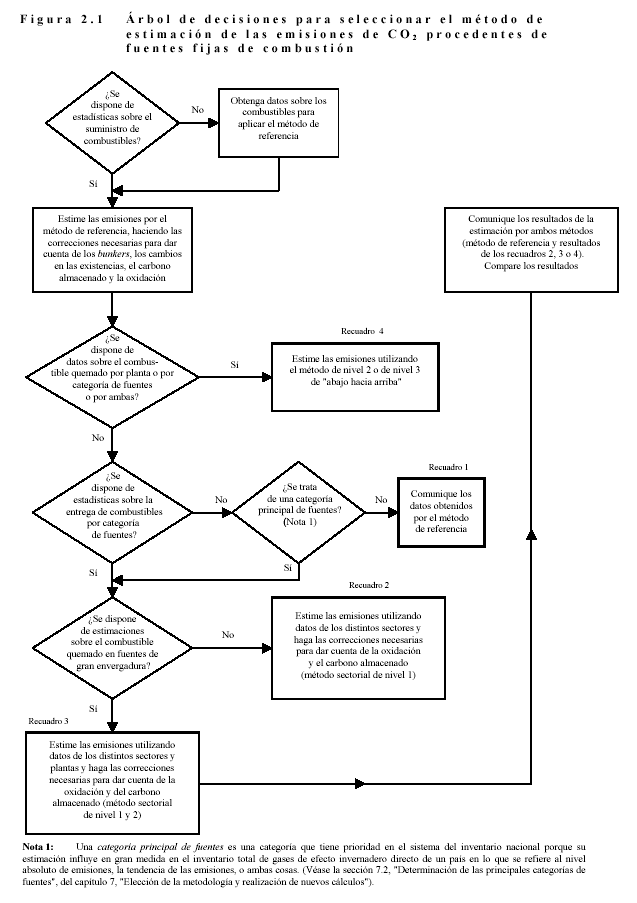 Figura 2.1 Árbol de decisiones para seleccionar el método de
estimación de las emisiones de CO₂ procedentes de
fuentes fijas de combustión
¿Se
dispone de
estadísticas sobre el
suministro de
combustibles?
No
Obtenga datos sobre los
combustibles para
aplicar el método de
referencia
Sí
Estime las emisiones por el
método de referencia, haciendo las
correcciones necesarias para dar
cuenta de los bunkers, los cambios
en las existencias, el carbono
almacenado y la oxidación
Comunique los resultados de la
estimación por ambos métodos
(método de referencia y resultados
de los recuadros 2, 3 o 4).
Compare los resultados
¿Se
dispone de
datos sobre el combus-
tible quemado por planta o por
categoría de fuentes
o por ambas?
Sí
Recuadro 4
Estime las emisiones utilizando
el método de nivel 2 o de nivel 3
de "abajo hacia arriba"
No
¿Se
dispone de
estadísticas sobre la
entrega de combustibles
por categoría
de fuentes?
No
¿Se trata
de una categoría
principal de fuentes?
(Nota 1)
No
Recuadro 1
Comunique los
datos obtenidos
por el método
de referencia
Sí
Sí
¿Se dispone
de estimaciones
sobre el combustible
quemado en fuentes de
gran envergadura?
No
Recuadro 2
Estime las emisiones utilizando
datos de los distintos sectores y
haga las correcciones necesarias
para dar cuenta de la oxidación
y el carbono almacenado
(método sectorial de nivel 1)
Sí
Recuadro 3
Estime las emisiones utilizando
datos de los distintos sectores y
plantas y haga las correcciones
necesarias para dar cuenta de la
oxidación y del carbono
almacenado (método sectorial
de nivel 1 y 2)
Nota 1: Una categoría principal de fuentes es una categoría que tiene prioridad en el sistema del inventario nacional porque su
estimación influye en gran medida en el inventario total de gases de efecto invernadero directo de un país en lo que se refiere al nivel
absoluto de emisiones, la tendencia de las emisiones, o ambas cosas. (Véase la sección 7.2, "Determinación de las principales categorías de
fuentes", del capítulo 7, "Elección de la metodología y realización de nuevos cálculos").